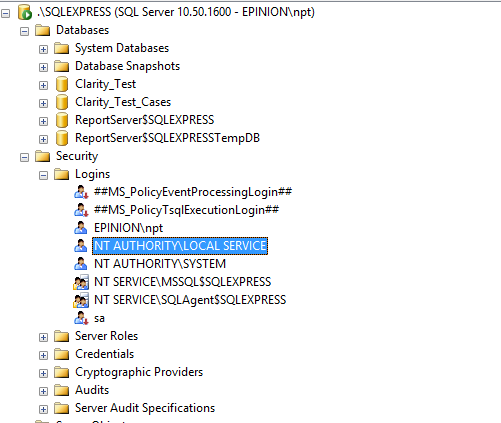 .\SQLEXPRESS (SQL Server 10.50.1600 - EPINION\npt)
Databases
System Databases
Database Snapshots
Clarity_Test
Clarity_Test_Cases
ReportServer$SQLEXPRESS
ReportServer$SQLEXPRESSTempDB
Security
Logins
##MS_PolicyEventProcessingLogin##
##MS_PolicyTsqlExecutionLogin##
EPINION\npt
NT AUTHORITY\LOCAL SERVICE
NT AUTHORITY\SYSTEM
NT SERVICE\MSSQL$SQLEXPRESS
NT SERVICE\SQLAgent$SQLEXPRESS
sa
Server Roles
Credentials
Cryptographic Providers
Audits
Server Audit Specifications